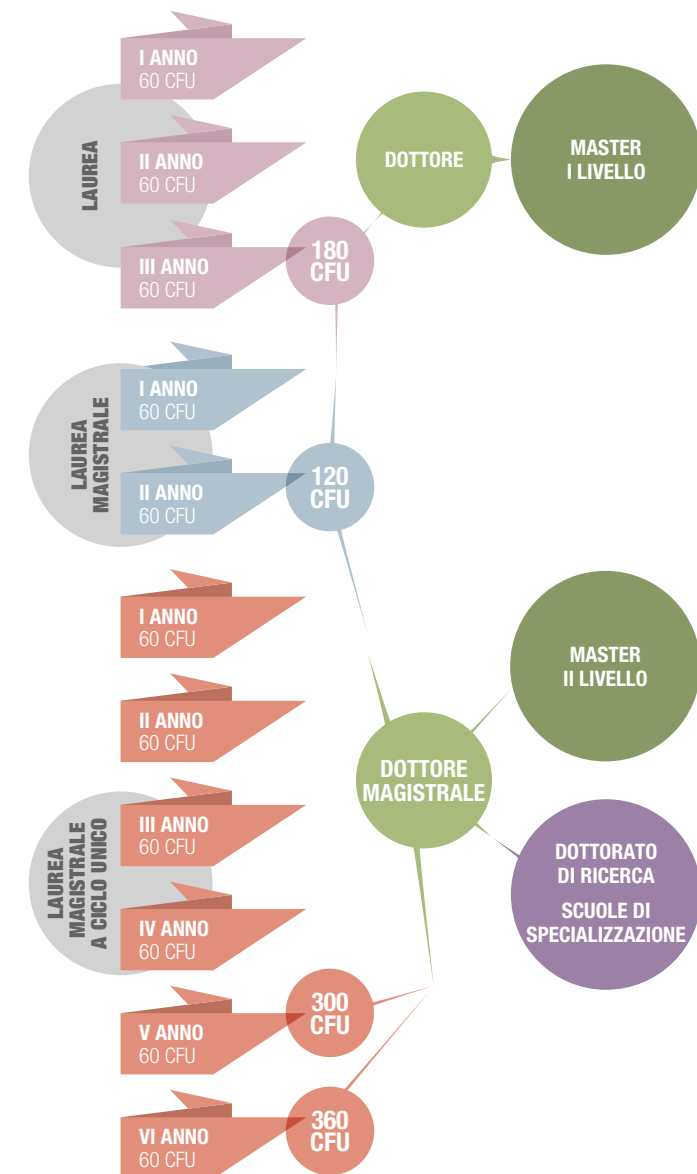 LAUREA
I ANNO
60 CFU
II ANNO
60 CFU
III ANNO
60 CFU
180
CFU
DOTTORE
MASTER
I LIVELLO
LAUREA
MAGISTRALE
I ANNO
60 CFU
II ANNO
60 CFU
120
CFU
LAUREA
MAGISTRALE
A CICLO UNICO
I ANNO
60 CFU
II ANNO
60 CFU
III ANNO
60 CFU
IV ANNO
60 CFU
V ANNO
60 CFU
VI ANNO
60 CFU
300
CFU
360
CFU
DOTTORE
MAGISTRALE
MASTER
II LIVELLO
DOTTORATO
DI RICERCA
SCUOLE DI
SPECIALIZZAZIONE